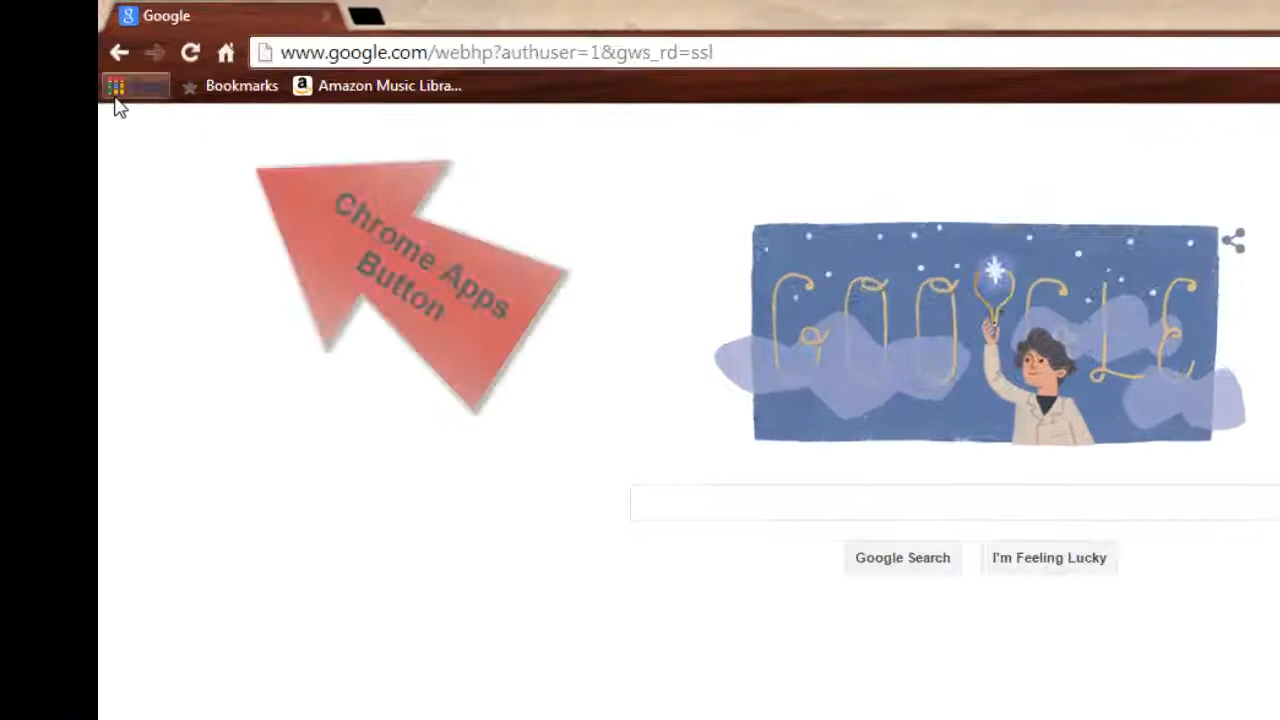 Google
www.google.com/webhp?authuser=1&gws_rd=ssl
Bookmarks
Amazon Music Libra...
Chrome Apps
Button
GOOGLE
Google Search
I'm Feeling Lucky